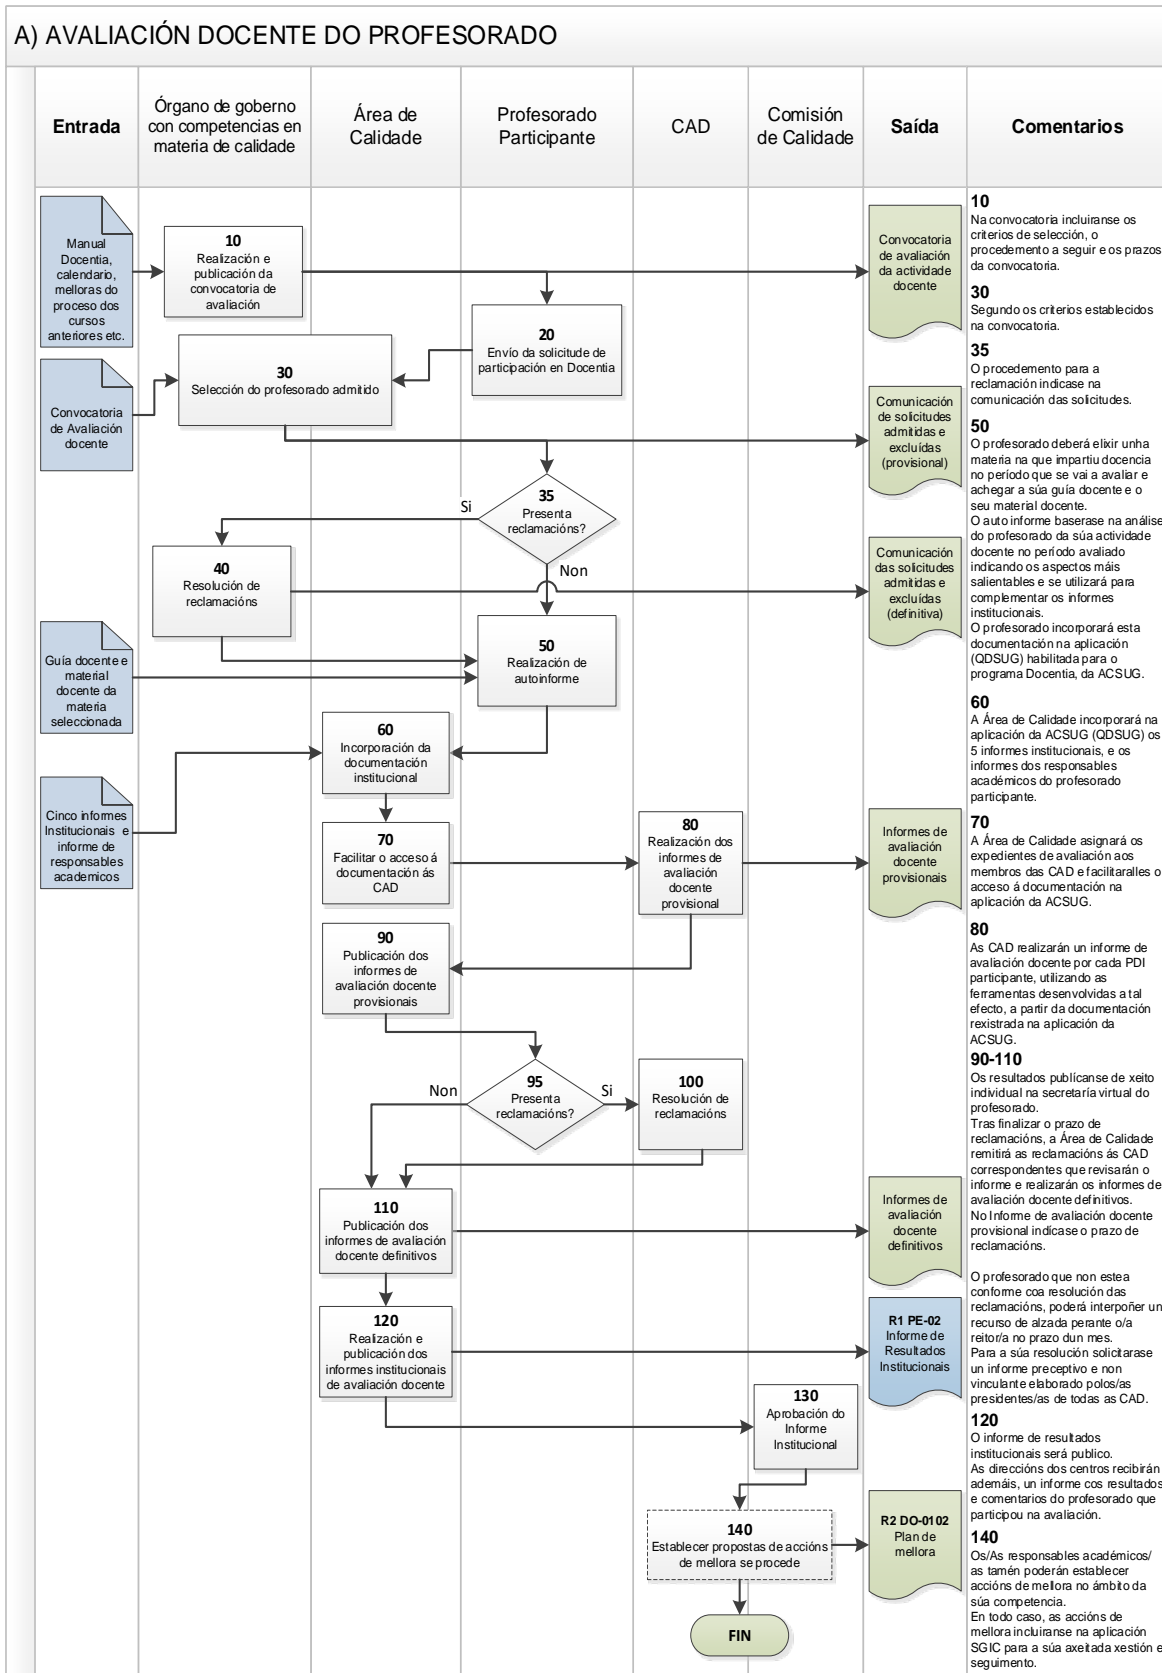 A) AVALIACIÓN DOCENTE DO PROFESORADO
Entrada
Órgano de goberno
con competencias en
materia de calidade
Área de
Calidade
Profesorado
Participante
CAD
Comisión
de Calidade
Saída
Comentarios
Manual
Docentia,
calendario,
melloras do
proceso dos
cursos
anteriores etc.
10
Realización e
publicación da
convocatoria de
avaliación
Convocatoria
de avaliación
da actividade
docente
20
Envío da solicitude de
participación en Docentia
Convocatoria
de Avaliación
docente
30
Selección do profesorado admitido
Comunicación
de solicitudes
admitidas e
excluídas
(provisional)
35
Presenta
reclamacións?
Si
Non
40
Resolución de
reclamacións
Comunicación
das solicitudes
admitidas e
excluídas
(definitiva)
Guía docente e
material
docente da
materia
seleccionada
50
Realización de
autoinforme
60
Incorporación da
documentación
institucional
Cinco informes
Institucionais e
informe de
responsables
academicos
70
Facilitar o acceso á
documentación ás
CAD
80
Realización dos
informes de
avaliación
docente
provisional
Informes de
avaliación
docente
provisionais
90
Publicación dos
informes de
avaliación docente
provisionais
95
Presenta
reclamacións?
Non
Si
100
Resolución de
reclamacións
110
Publicación dos
informes de avaliación
docente definitivos
Informes de
avaliación
docente
definitivos
120
Realización e
publicación dos
informes institucionais
de avaliación docente
R1 PE-02
Informe de
Resultados
Institucionais
130
Aprobación do
Informe
Institucional
140
Establecer propostas de accións
de mellora se procede
R2 DO-0102
Plan de
mellora
FIN
10
Na convocatoria incluiranse os
criterios de selección, o
procedemento a seguir e os prazos
da convocatoria.
30
Segundo os criterios establecidos
na convocatoria.
35
O procedemento para a
reclamación indicase na
comunicación das solicitudes.
50
O profesorado deberá elixir unha
materia na que impartiu docencia
no período que se vai a avaliar e
achegar a súa guía docente e o
seu material docente.
O auto informe baserase na análise
do profesorado da súa actividade
docente no período avaliado
indicando os aspectos máis
salientables e se utilizará para
complementar os informes
institucionais.
O profesorado incorporará esta
documentación na aplicación
(QDSUG) habilitada para o
programa Docentia, da ACSUG.
60
A Área de Calidade incorporará na
aplicación da ACSUG (QDSUG) os
5 informes institucionais, e os
informes dos responsables
académicos do profesorado
participante.
70
A Área de Calidade asignará os
expedientes de avaliación aos
membros das CAD e facilitaralles o
acceso á documentación na
aplicación da ACSUG.
80
As CAD realizarán un informe de
avaliación docente por cada PDI
participante, utilizando as
ferramentas desenvolvidas a tal
efecto, a partir da documentación
rexistrada na aplicación da
ACSUG.
90-110
Os resultados publícanse de xeito
individual na secretaría virtual do
profesorado.
Tras finalizar o prazo de
reclamacións, a Área de Calidade
remitirá as reclamacións ás CAD
correspondentes que revisarán o
informe e realizarán os informes de
avaliación docente definitivos.
No Informe de avaliación docente
provisional indícase o prazo de
reclamacións.
O profesorado que non estea
conforme coa resolución das
reclamacións, poderá interpoñer un
recurso de alzada perante o/a
reitor/a no prazo dun mes.
Para a súa resolución solicitarase
un informe preceptivo e non
vinculante elaborado polos/as
presidentes/as de todas as CAD.
120
O informe de resultados
institucionais será publico.
As direccións dos centros recibirán
ademáis, un informe cos resultados
e comentarios do profesorado que
participou na avaliación.
140
Os/As responsables académicos/
as tamén poderán establecer
accións de mellora no ámbito da
súa competencia.
En todo caso, as accións de
mellora incluiranse na aplicación
SGIC para a súa axeitada xestión e
seguimento.